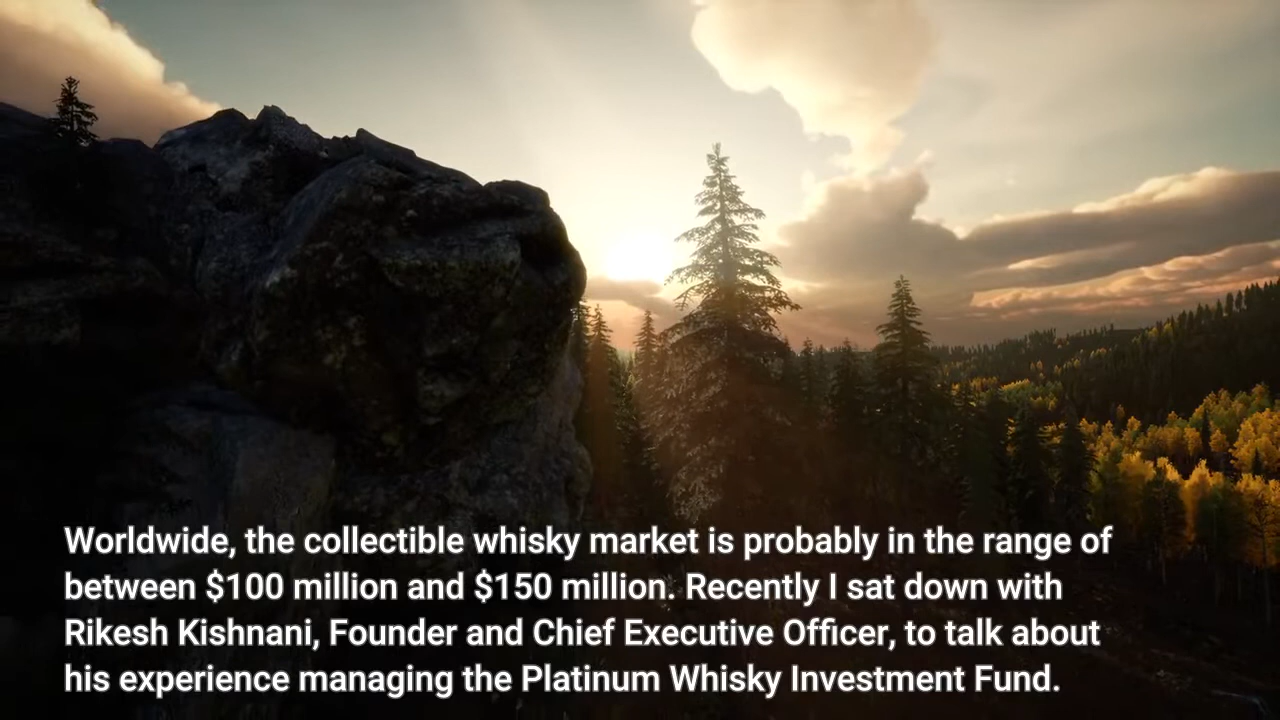 Worldwide, the collectible whisky market is probably in the range of
between $100 million and $150 million. Recently I sat down with
Rikesh Kishnani, Founder and Chief Executive Officer, to talk about
his experience managing the Platinum Whisky Investment Fund.